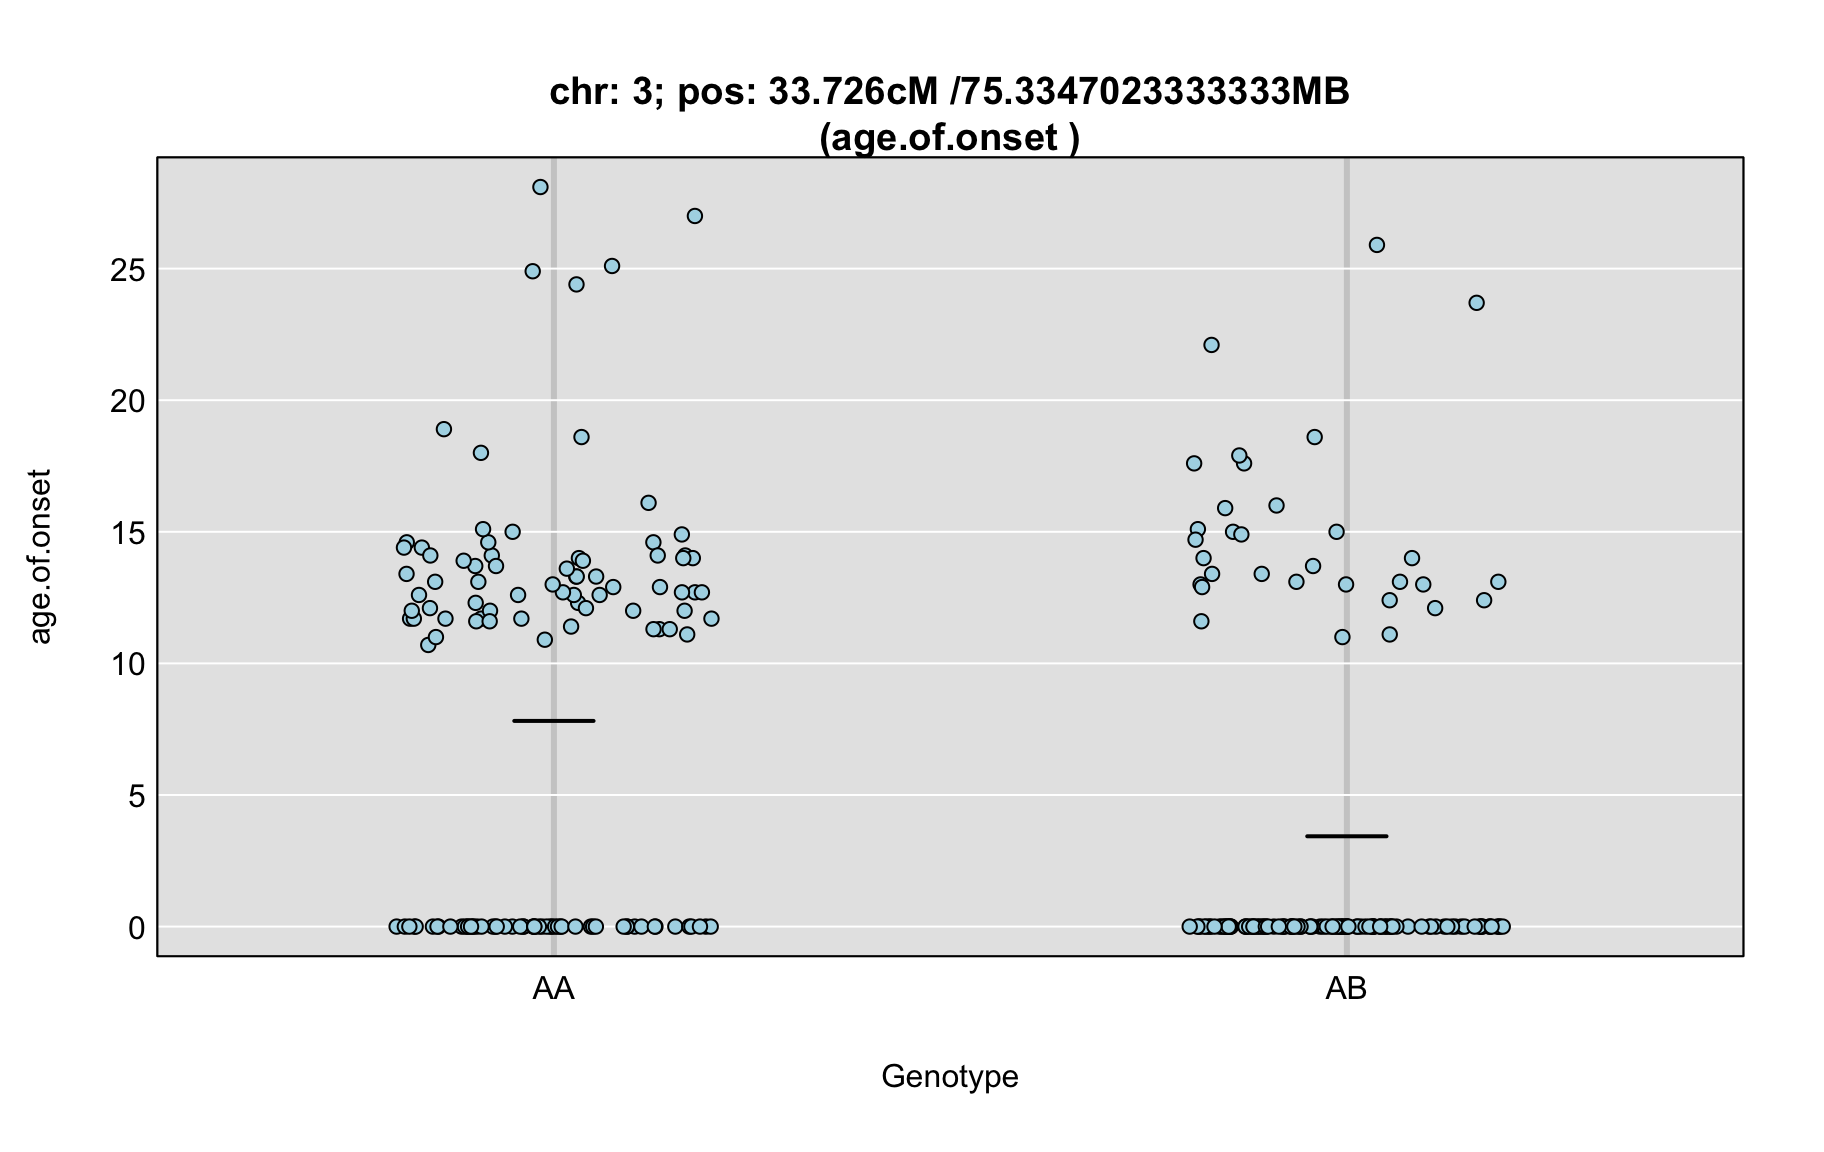 chr: 3; pos: 33.726cM /75.3347023333333MB
(age.of.onset )
age.of.onset
25
20
15
10
5
0
AA
AB
Genotype